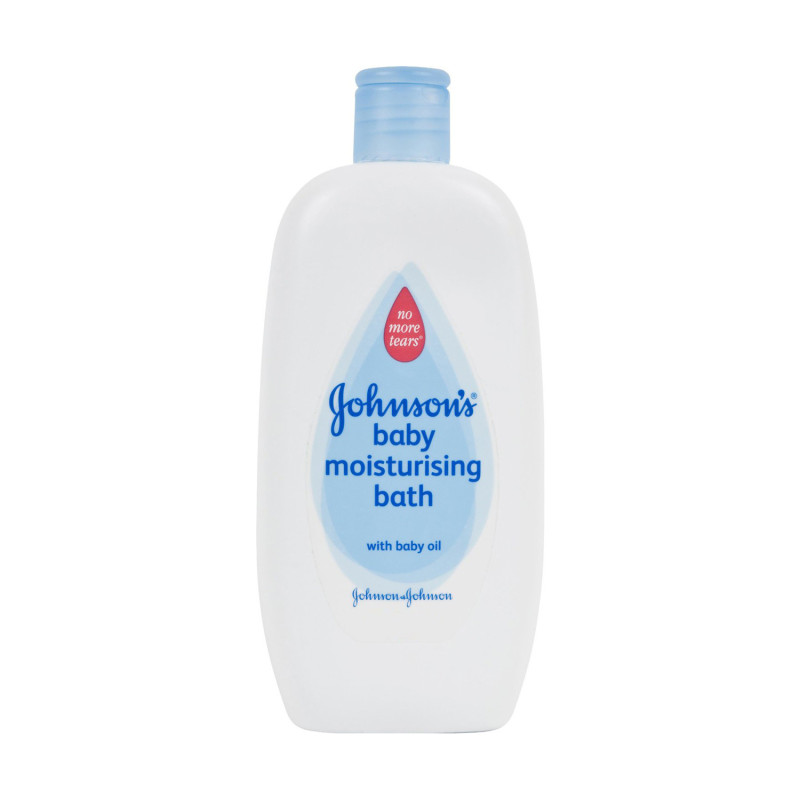 no
more
tears®
Johnson's®
baby
moisturising
bath
with baby oil
Johnson & Johnson